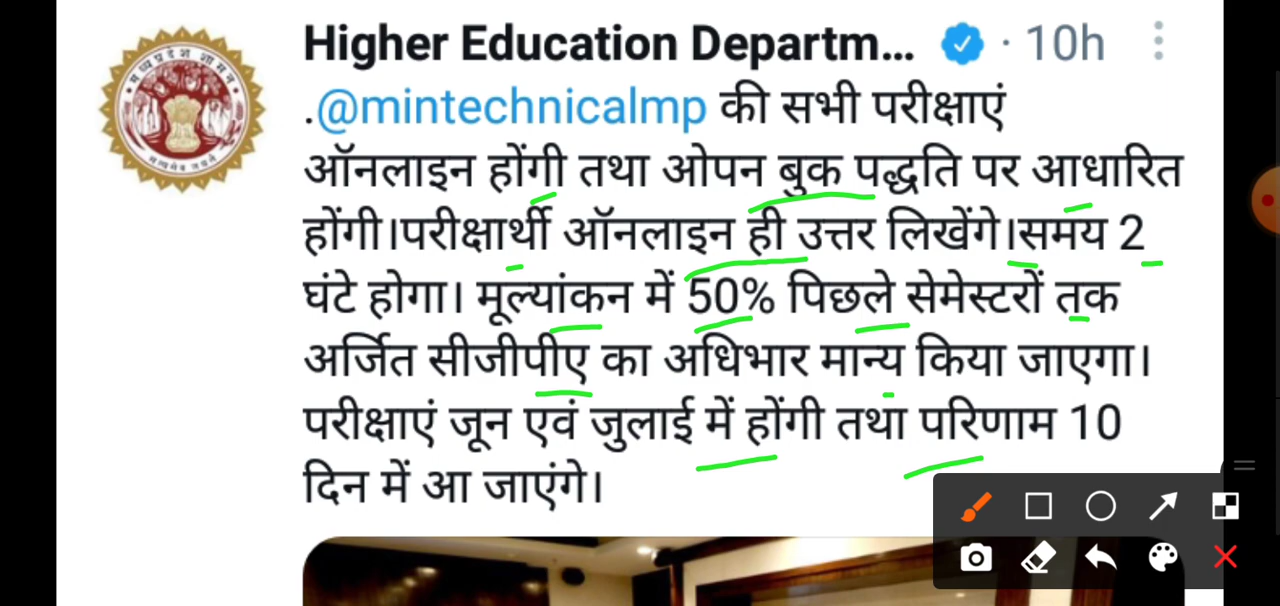 Higher Education Departm... · 10h
.@mintechnicalmp की सभी परीक्षाएं
ऑनलाइन होंगी तथा ओपन बुक पद्धति पर आधारित
होंगी।परीक्षार्थी ऑनलाइन ही उत्तर लिखेंगे।समय 2
घंटे होगा। मूल्यांकन में 50% पिछले सेमेस्टरों तक
अर्जित सीजीपीए का अधिभार मान्य किया जाएगा।
परीक्षाएं जून एवं जुलाई में होंगी तथा परिणाम 10
दिन में आ जाएंगे।